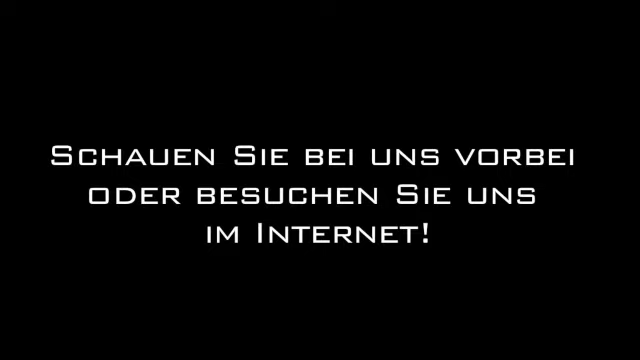 Schauen Sie bei uns vorbei
oder besuchen Sie uns
im Internet!